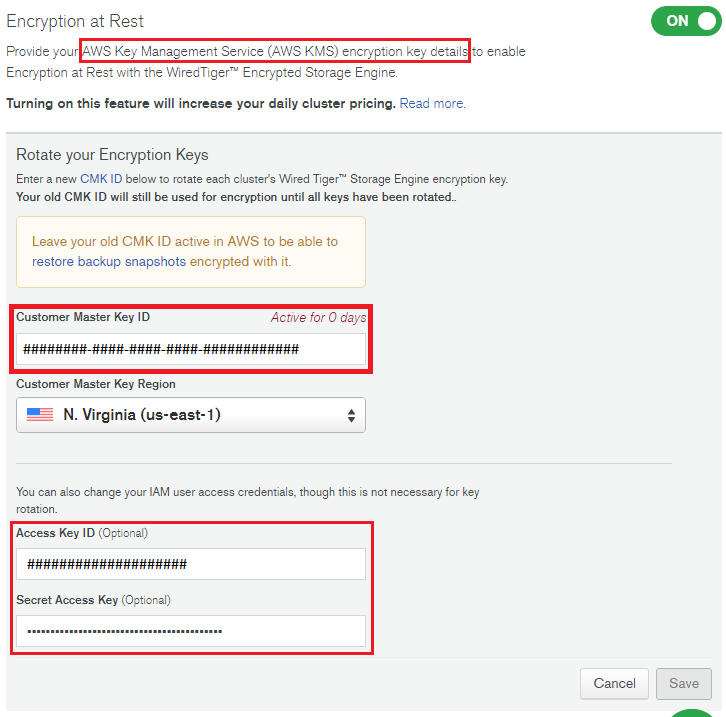 Encryption at Rest
ON
Provide your AWS Key Management Service (AWS KMS) encryption key details to enable
Encryption at Rest with the WiredTiger™ Encrypted Storage Engine.
Turning on this feature will increase your daily cluster pricing. Read more.
Rotate your Encryption Keys
Enter a new CMK ID below to rotate each cluster's Wired Tiger™ Storage Engine encryption key.
Your old CMK ID will still be used for encryption until all keys have been rotated..
Leave your old CMK ID active in AWS to be able to
restore backup snapshots encrypted with it.
Customer Master Key ID
Active for 0 days
########-####-####-####-############
Customer Master Key Region
N. Virginia (us-east-1)
You can also change your IAM user access credentials, though this is not necessary for key
rotation.
Access Key ID (Optional)
####################
Secret Access Key (Optional)
••••••••••••••••••••••••••••••••••••••••
Cancel
Save